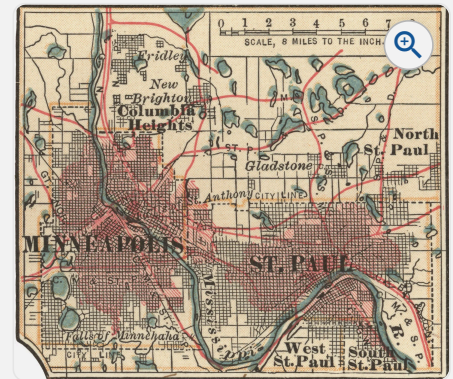 0 1 2 3 4 5 6 7
SCALE, 8 MILES TO THE INCH.
Fridley
New
Brighton
Columbia
Heights
North
St. Paul
Gladstone
St. Anthony
CITY LINE
MINNEAPOLIS
ST. PAUL
Mississippi
R.
Falls of Minnehaha
CITY LINE
West
St. Paul
South
St. Paul
M & ST
M & S P